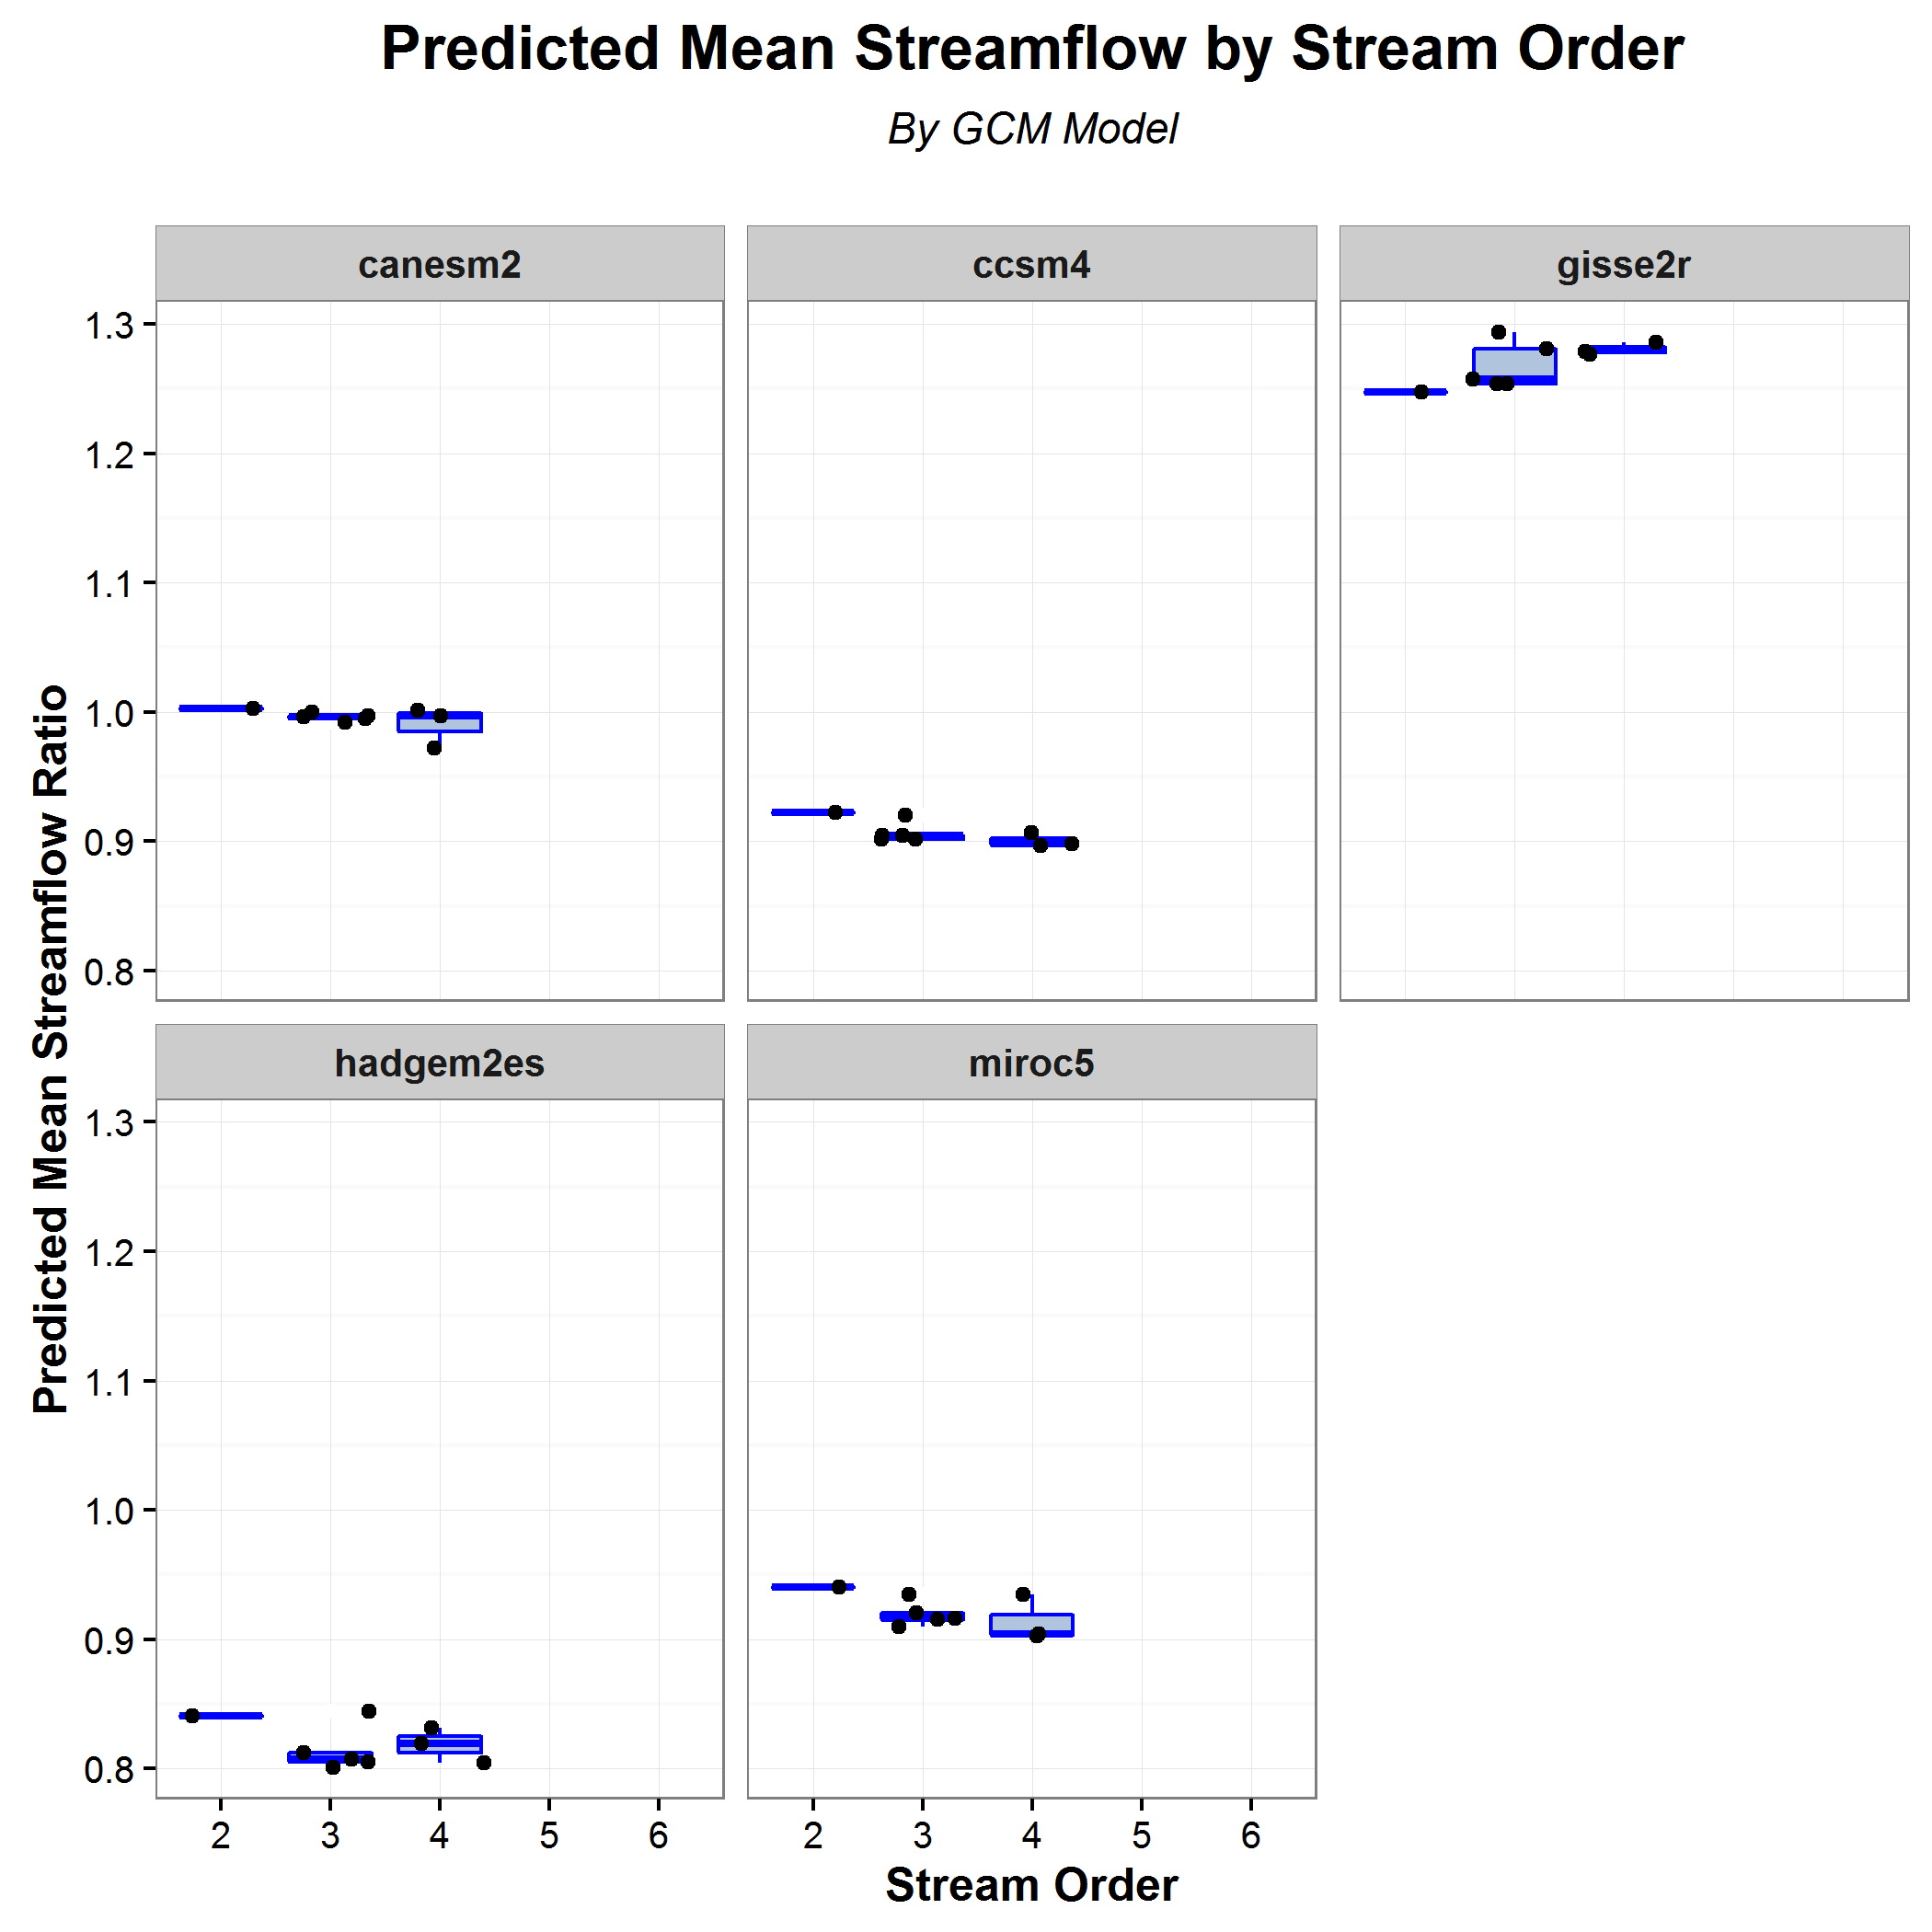 Predicted Mean Streamflow by Stream Order
By GCM Model
canesm2
ccsm4
gisse2r
1.3
1.2
1.1
1.0
0.9
0.8
hadgem2es
miroc5
1.3
1.2
1.1
1.0
0.9
0.8
2 3 4 5 6
2 3 4 5 6
Stream Order
Predicted Mean Streamflow Ratio